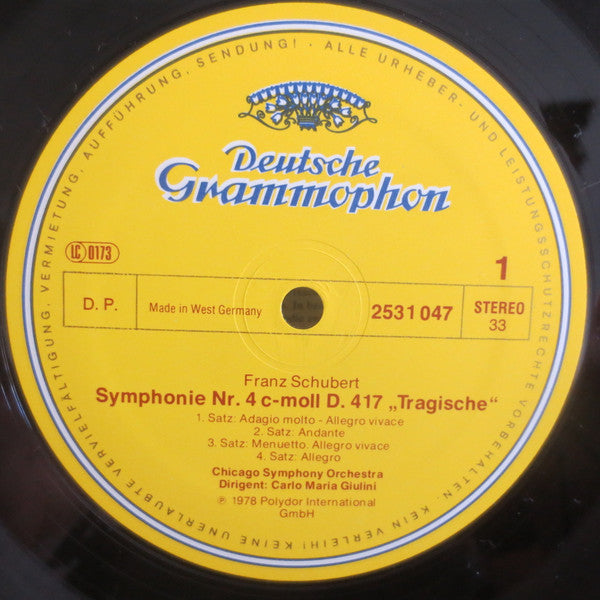 ALLE URHEBER- UND LEISTUNGSSCHUTZRECHTE VORBEHALTEN. KEIN VERLEIH! KEINE UNERLAUBTE VERVIELFÄLTIGUNG, VERMIETUNG, AUFFÜHRUNG, SENDUNG! ·
Deutsche
Grammophon
LC 0173
1
D. P.
Made in West Germany
2531 047
STEREO
33
Franz Schubert
Symphonie Nr. 4 c-moll D. 417 „Tragische“
1. Satz: Adagio molto - Allegro vivace
2. Satz: Andante
3. Satz: Menuetto. Allegro vivace
4. Satz: Allegro
Chicago Symphony Orchestra
Dirigent: Carlo Maria Giulini
℗ 1978 Polydor International
GmbH